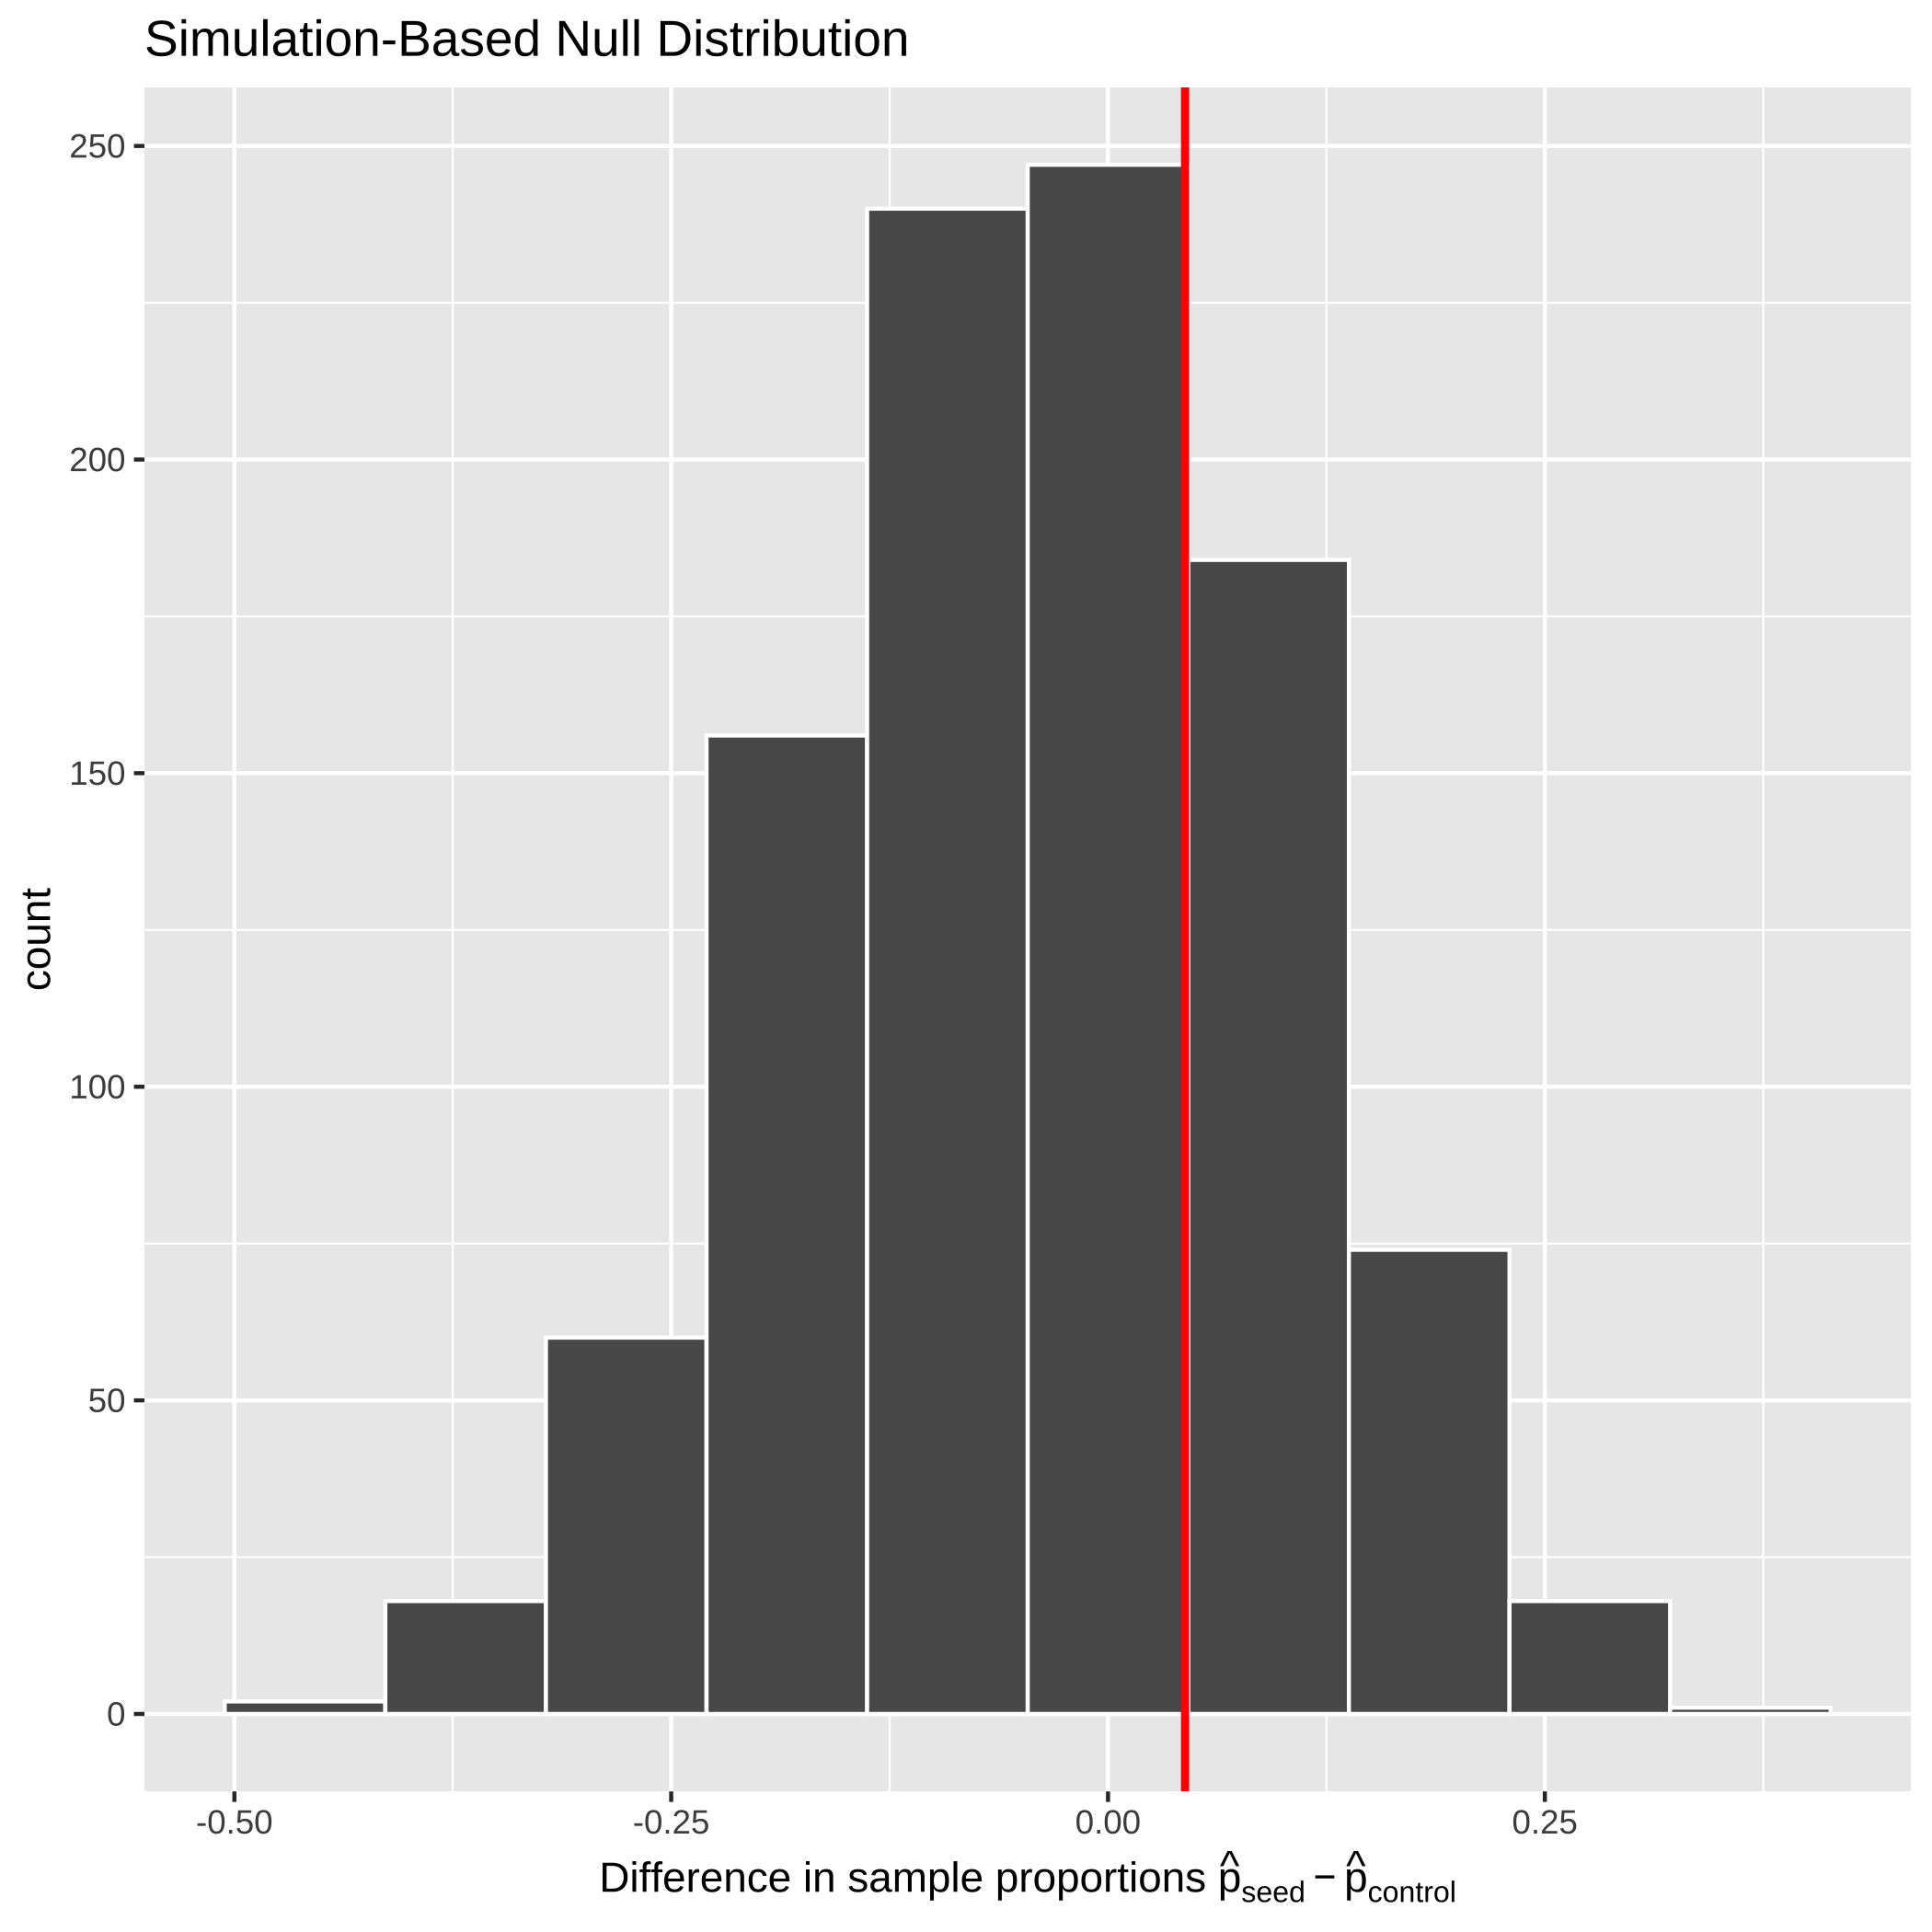 Simulation-Based Null Distribution
250
200
150
100
50
0
count
-0.50 -0.25 0.00 0.25
Difference in sample proportions p̂seed − p̂control